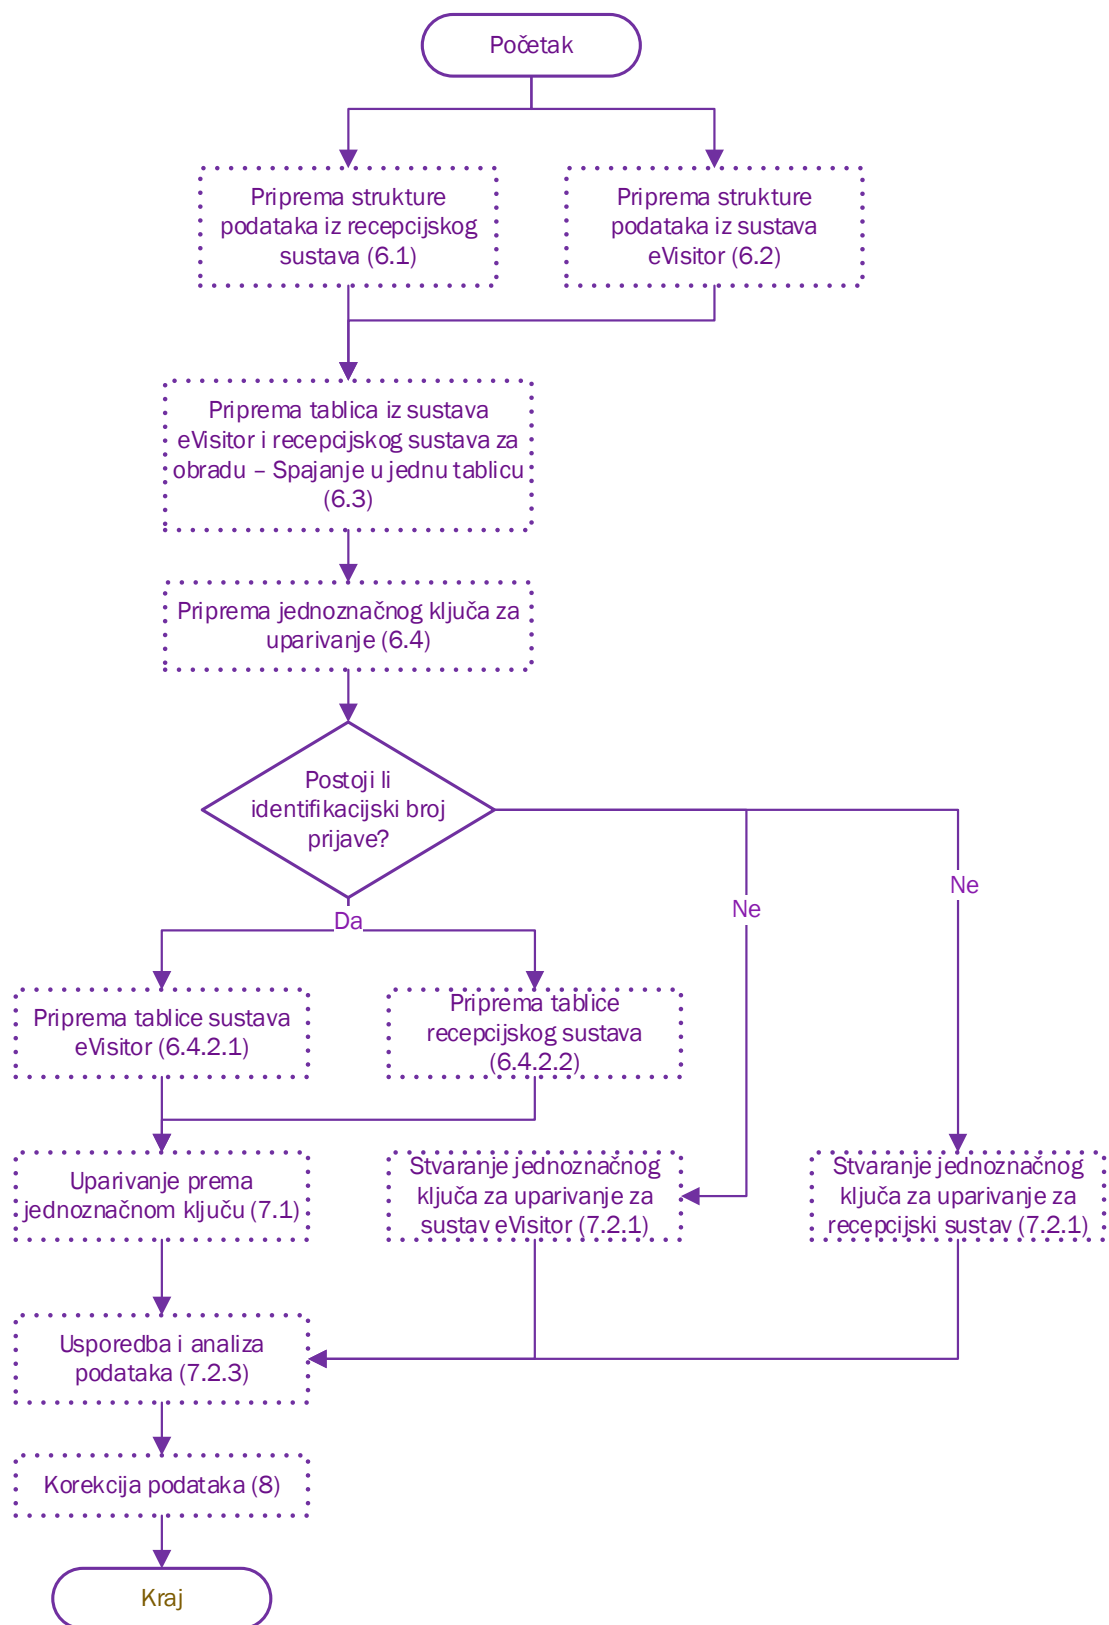 Početak
Priprema strukture
podataka iz recepcijskog
sustava (6.1)
Priprema strukture
podataka iz sustava
eVisitor (6.2)
Priprema tablica iz sustava
eVisitor i recepcijskog sustava za
obradu – Spajanje u jednu tablicu
(6.3)
Priprema jednoznačnog ključa za
uparivanje (6.4)
Postoji li
identifikacijski broj
prijave?
Ne
Ne
Da
Priprema tablice sustava
eVisitor (6.4.2.1)
Priprema tablice
recepcijskog sustava
(6.4.2.2)
Uparivanje prema
jednoznačnom ključu (7.1)
Stvaranje jednoznačnog
ključa za uparivanje za
sustav eVisitor (7.2.1)
Stvaranje jednoznačnog
ključa za uparivanje za
recepcijski sustav (7.2.1)
Usporedba i analiza
podataka (7.2.3)
Korekcija podataka (8)
Kraj